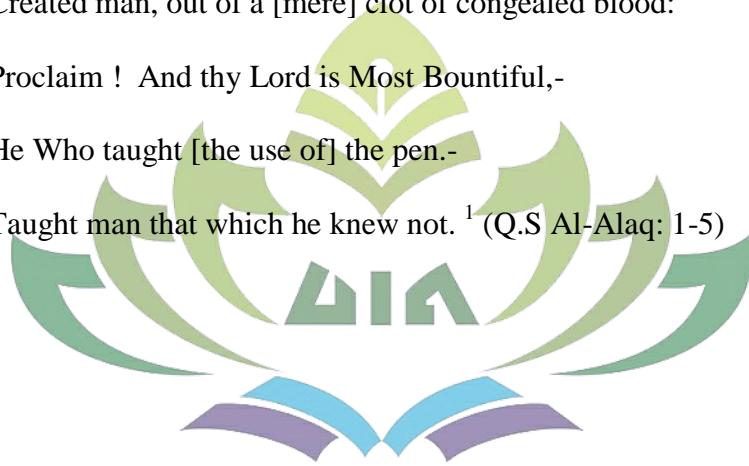 Created man, out of a [mere] clot of congealed blood:
Proclaim ! And thy Lord is Most Bountiful,-
He Who taught [the use of] the pen.-
Taught man that which he knew not. 1 (Q.S Al-Alaq: 1-5)
UIN